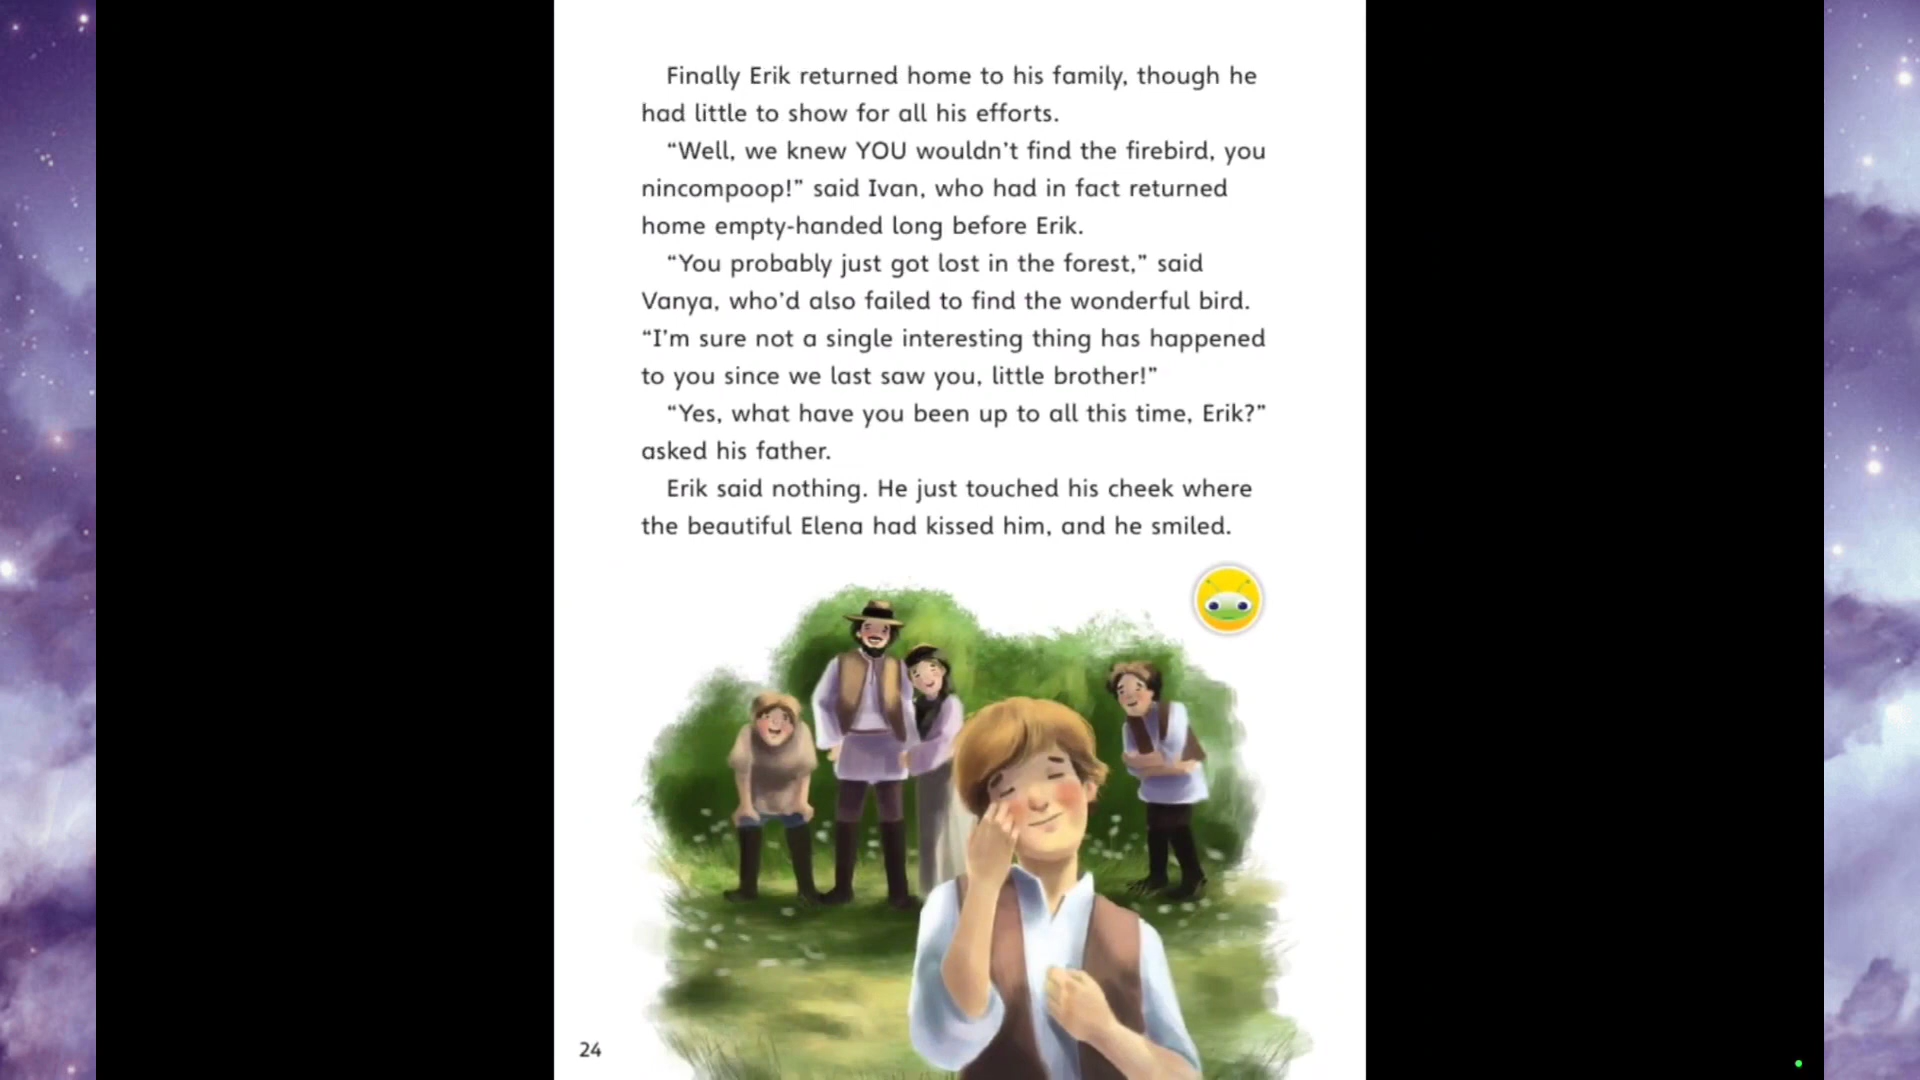 Finally Erik returned home to his family, though he
had little to show for all his efforts.
“Well, we knew YOU wouldn’t find the firebird, you
nincompoop!” said Ivan, who had in fact returned
home empty-handed long before Erik.
“You probably just got lost in the forest,” said
Vanya, who’d also failed to find the wonderful bird.
“I’m sure not a single interesting thing has happened
to you since we last saw you, little brother!”
“Yes, what have you been up to all this time, Erik?”
asked his father.
Erik said nothing. He just touched his cheek where
the beautiful Elena had kissed him, and he smiled.
24